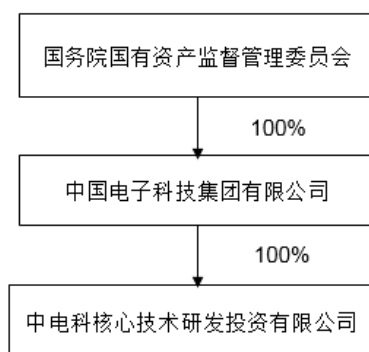 国务院国有资产监督管理委员会
100%
中国电子科技集团有限公司
100%
中电科核心技术研发投资有限公司